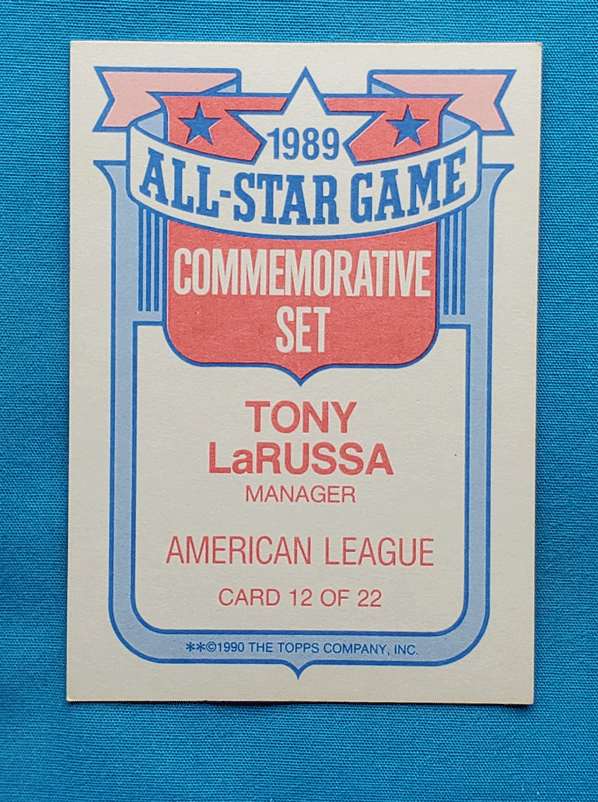 1989
ALL-STAR GAME
COMMEMORATIVE
SET
TONY
LaRUSSA
MANAGER
AMERICAN LEAGUE
CARD 12 OF 22
**©1990 THE TOPPS COMPANY, INC.